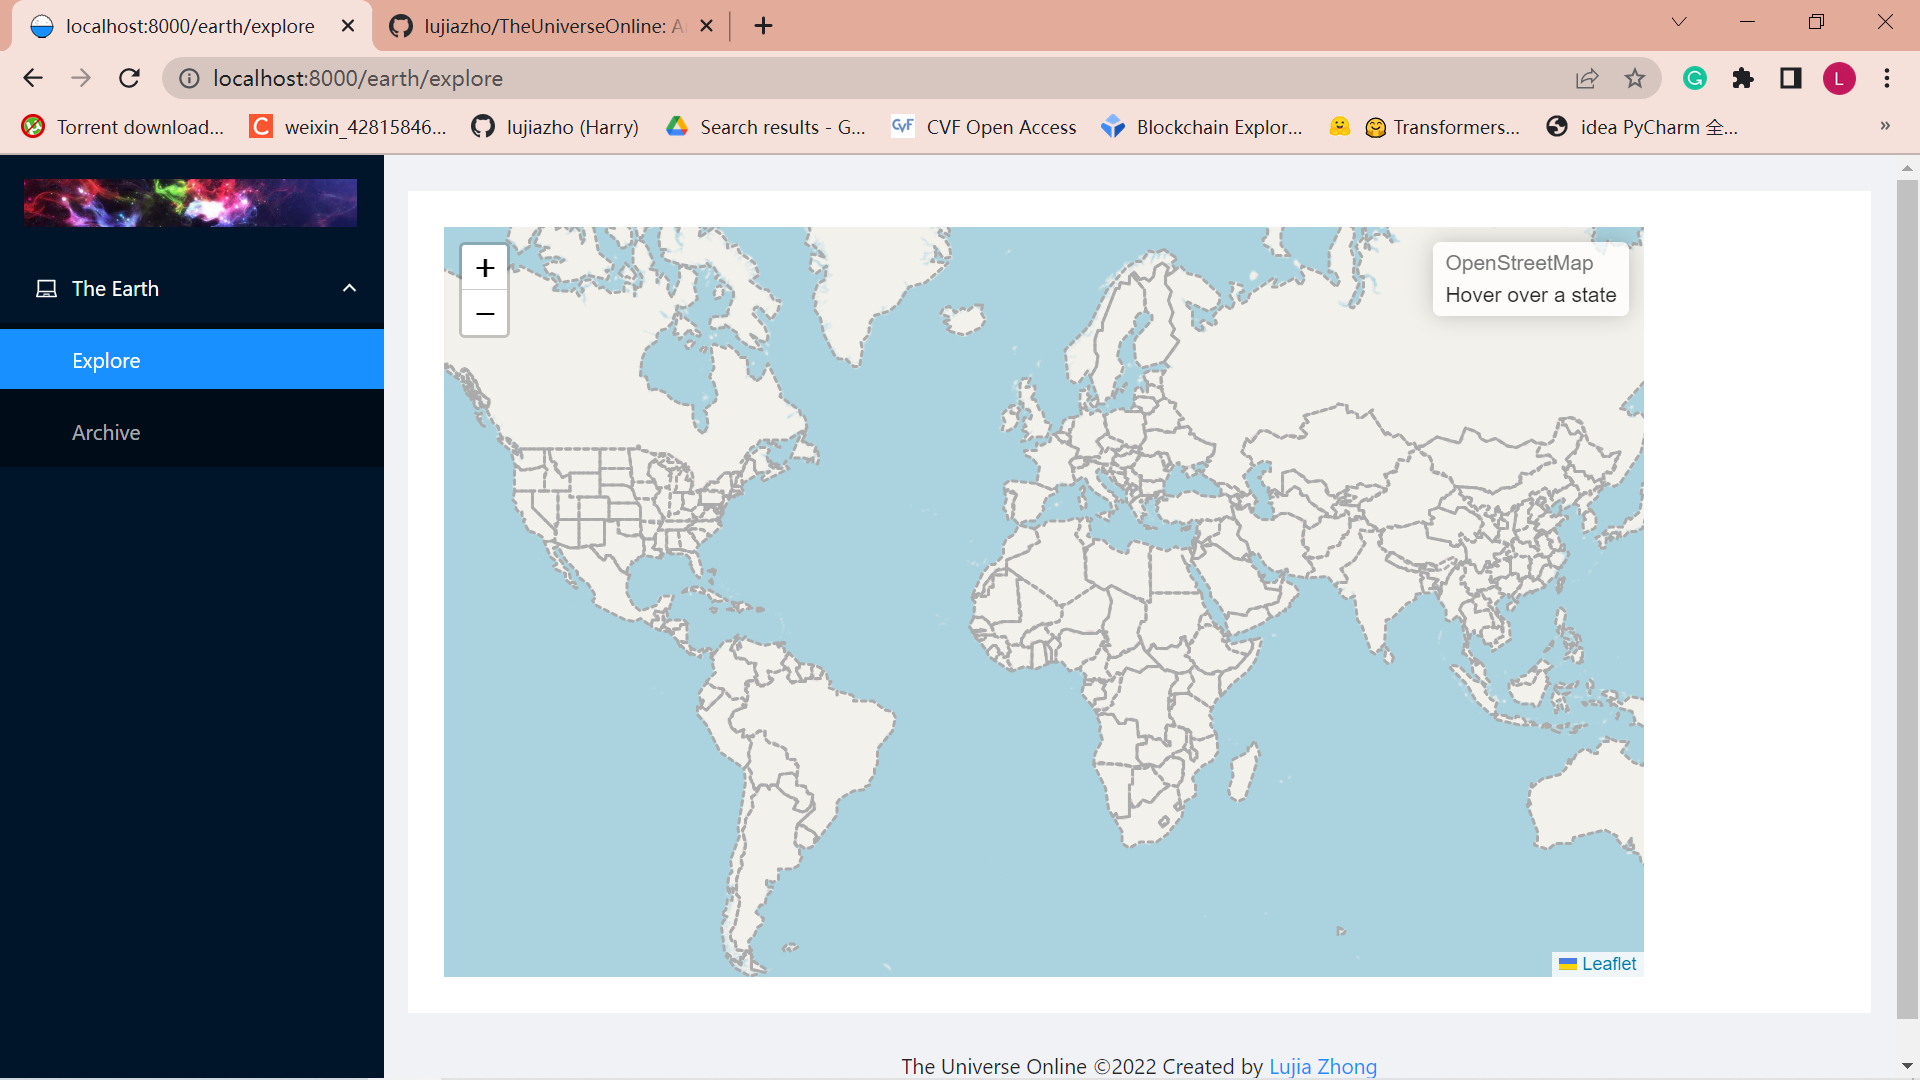 localhost:8000/earth/explore
lujiazho/TheUniverseOnline: A
localhost:8000/earth/explore
L
Torrent download...
C weixin_42815846...
lujiazho (Harry)
Search results - G...
CVF CVF Open Access
Blockchain Explor...
Transformers...
idea PyCharm 全...
»
The Earth
Explore
Archive
+
−
OpenStreetMap
Hover over a state
Leaflet
The Universe Online ©2022 Created by Lujia Zhong